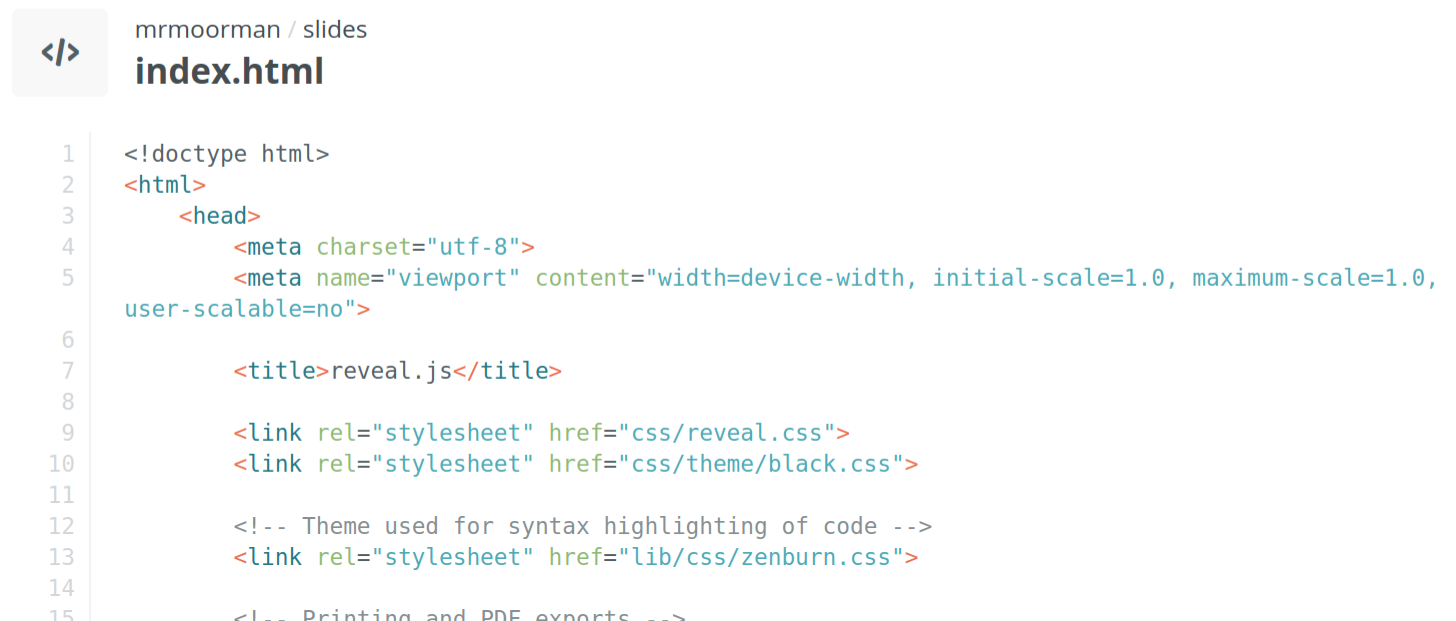 </>
mrmoorman / slides
index.html
1 <!doctype html>
2 <html>
3 <head>
4 <meta charset="utf-8">
5 <meta name="viewport" content="width=device-width, initial-scale=1.0, maximum-scale=1.0,
user-scalable=no">
6
7 <title>reveal.js</title>
8
9 <link rel="stylesheet" href="css/reveal.css">
10 <link rel="stylesheet" href="css/theme/black.css">
11
12 <!-- Theme used for syntax highlighting of code -->
13 <link rel="stylesheet" href="lib/css/zenburn.css">
14
15 <!-- Printing and PDF exports -->